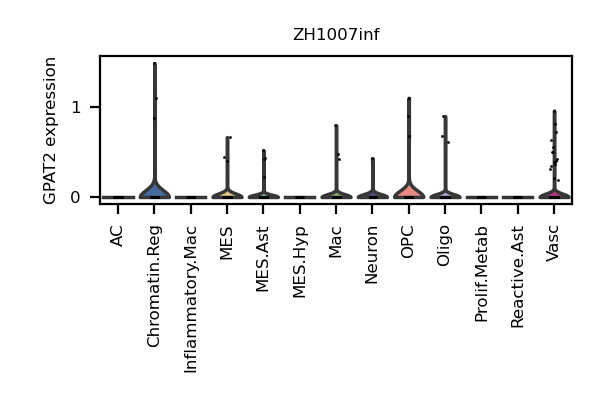 ZH1007inf
GPAT2 expression
1
0
AC
Chromatin.Reg
Inflammatory.Mac
MES
MES.Ast
MES.Hyp
Mac
Neuron
OPC
Oligo
Prolif.Metab
Reactive.Ast
Vasc